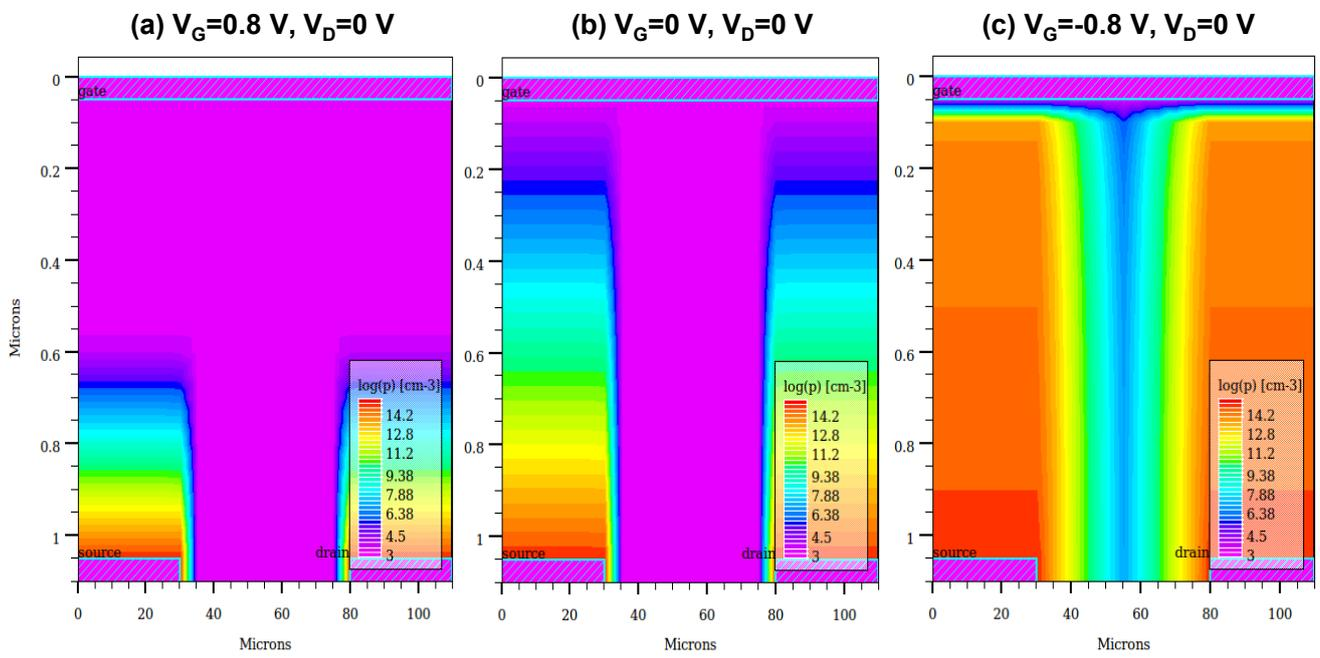 (a) V_G=0.8 V, V_D=0 V
(b) V_G=0 V, V_D=0 V
(c) V_G=-0.8 V, V_D=0 V
Microns
0
0.2
0.4
0.6
0.8
1
gate
source
drain
log(p) [cm-3]
14.2
12.8
11.2
9.38
7.88
6.38
4.5
3
0 20 40 60 80 100
Microns
0
0.2
0.4
0.6
0.8
1
gate
source
drain
log(p) [cm-3]
14.2
12.8
11.2
9.38
7.88
6.38
4.5
3
0 20 40 60 80 100
Microns
0
0.2
0.4
0.6
0.8
1
gate
source
drain
log(p) [cm-3]
14.2
12.8
11.2
9.38
7.88
6.38
4.5
3
0 20 40 60 80 100
Microns